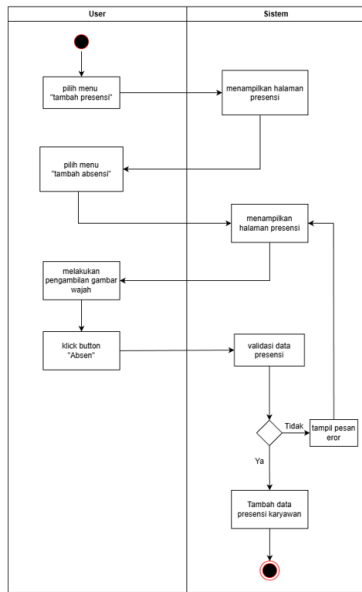 User
Sistem
pilih menu
"tambah presensi"
menampilkan halaman
presensi
pilih menu
"tambah absensi"
menampilkan
halaman presensi
melakukan
pengambilan gambar
wajah
klick button
"Absen"
validasi data
presensi
Tidak
tampil pesan
eror
Ya
Tambah data
presensi karyawan